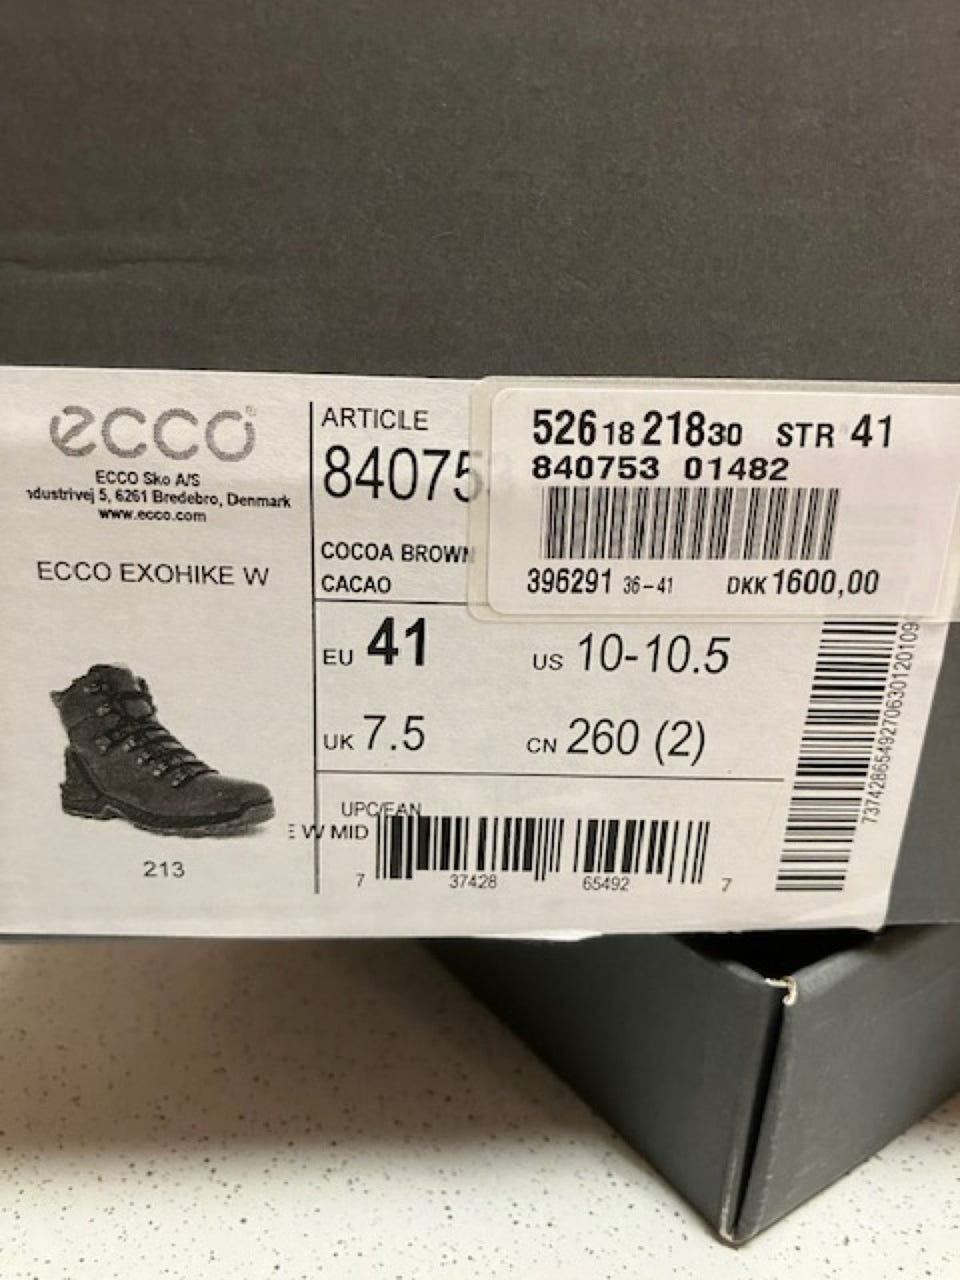 ecco
ECCO Sko A/S
ndustrivej 5, 6261 Bredebro, Denmark
www.ecco.com
ECCO EXOHIKE W
213
ARTICLE
84075
COCOA BROWN
CACAO
526 18 218 30 STR 41
840753 01482
396291 36-41 DKK 1600,00
EU 41 US 10-10.5
UK 7.5 CN 260 (2)
UPC/EAN
E W MID
7 37428 65492 7